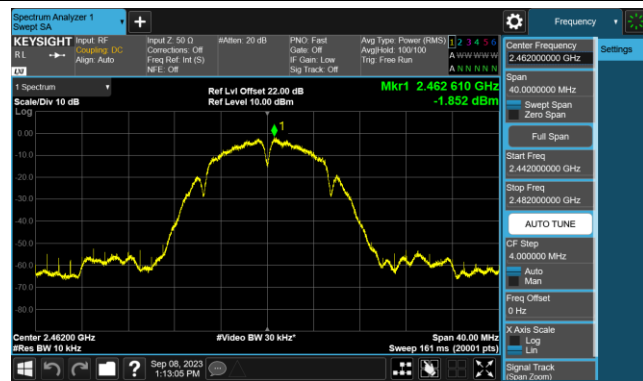 Spectrum Analyzer 1
Swept SA
Frequency
KEYSIGHT
RL
LXI
Input: RF
Coupling: DC
Align: Auto
Input Z: 50 Ω
Corrections: Off
Freq Ref: Int (S)
NFE: Off
#Atten: 20 dB
PNO: Fast
Gate: Off
IF Gain: Low
Sig Track: Off
Avg Type: Power (RMS)
Avg|Hold: 100/100
Trig: Free Run
1 2 3 4 5 6
A W W W W W
A N N N N N
1 Spectrum
Scale/Div 10 dB
Log
Ref Lvl Offset 22.00 dB
Ref Level 10.00 dBm
Mkr1 2.462 610 GHz
-1.852 dBm
1
0.00
-10.0
-20.0
-30.0
-40.0
-50.0
-60.0
-70.0
-80.0
Center 2.46200 GHz
#Res BW 10 kHz
#Video BW 30 kHz*
Span 40.00 MHz
Sweep 161 ms (20001 pts)
Center Frequency
2.462000000 GHz
Settings
Span
40.0000000 MHz
Swept Span
Zero Span
Full Span
Start Freq
2.442000000 GHz
Stop Freq
2.482000000 GHz
AUTO TUNE
CF Step
4.000000 MHz
Auto
Man
Freq Offset
0 Hz
X Axis Scale
Log
Lin
Signal Track
(Span Zoom)
?
Sep 08, 2023
1:13:05 PM